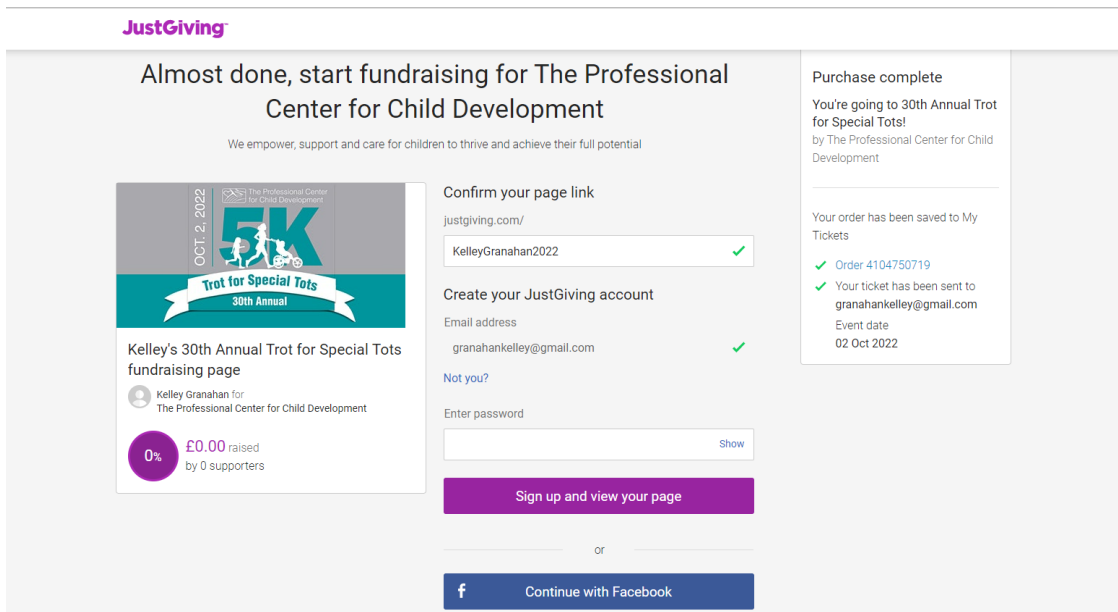 JustGiving™
Almost done, start fundraising for The Professional
Center for Child Development
We empower, support and care for children to thrive and achieve their full potential
OCT. 2, 2022
The Professional Center
for Child Development
5K
Trot for Special Tots
30th Annual
Kelley's 30th Annual Trot for Special Tots
fundraising page
Kelley Granahan for
The Professional Center for Child Development
0%
£0.00 raised
by 0 supporters
Confirm your page link
justgiving.com/
KelleyGranahan2022
Create your JustGiving account
Email address
granahankelley@gmail.com
Not you?
Enter password
Show
Sign up and view your page
or
f Continue with Facebook
Purchase complete
You're going to 30th Annual Trot
for Special Tots!
by The Professional Center for Child
Development
Your order has been saved to My
Tickets
Order 4104750719
Your ticket has been sent to
granahankelley@gmail.com
Event date
02 Oct 2022